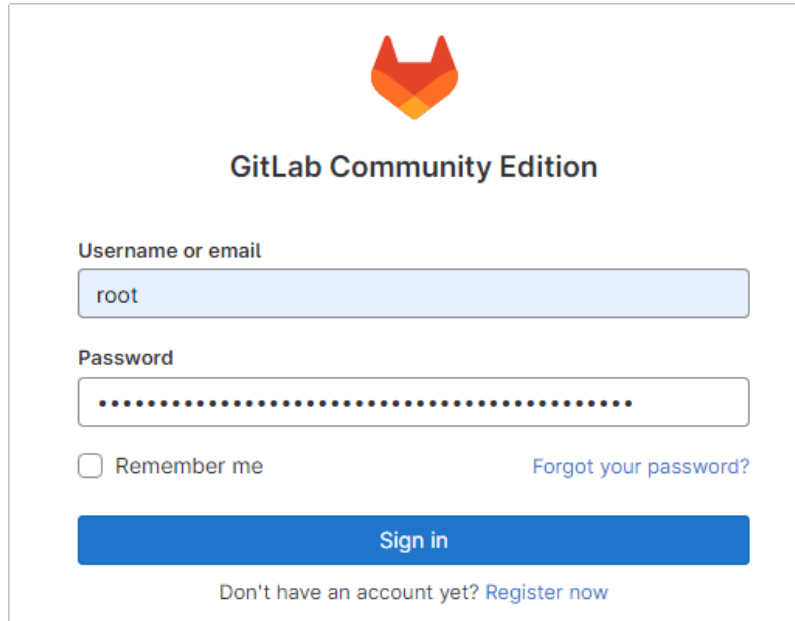 GitLab Community Edition
Username or email
root
Password
••••••••••••••••••••••••••••••••••••••••••••
Remember me Forgot your password?
Sign in
Don't have an account yet? Register now